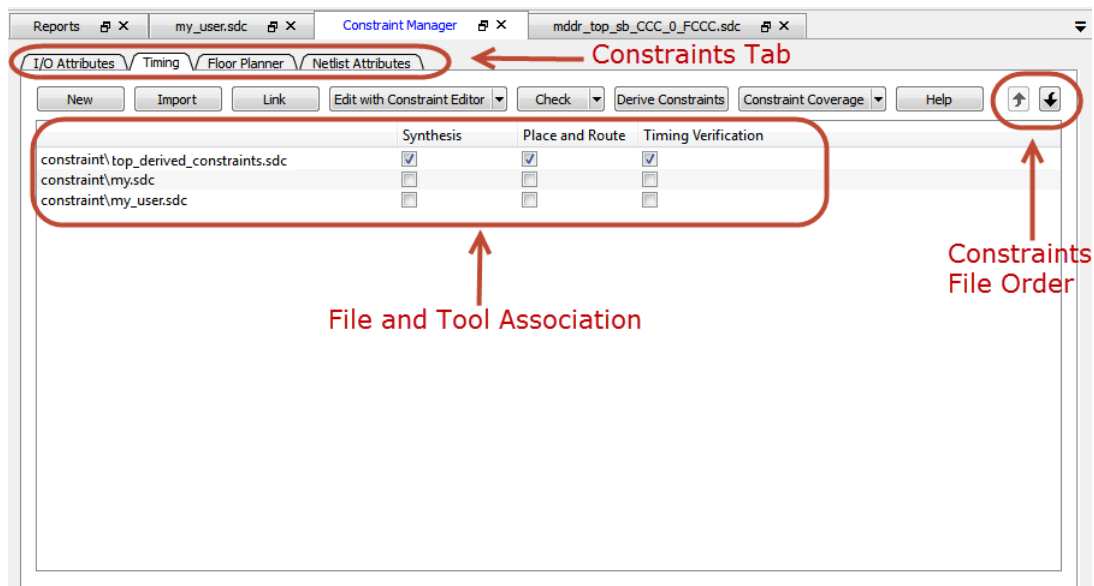 Reports my_user.sdc Constraint Manager mddr_top_sb_CCC_0_FCCC.sdc
I/O Attributes Timing Floor Planner Netlist Attributes Constraints Tab
New Import Link Edit with Constraint Editor Check Derive Constraints Constraint Coverage Help
Synthesis Place and Route Timing Verification
constraint\top_derived_constraints.sdc
constraint\my.sdc
constraint\my_user.sdc
Constraints
File Order
File and Tool Association